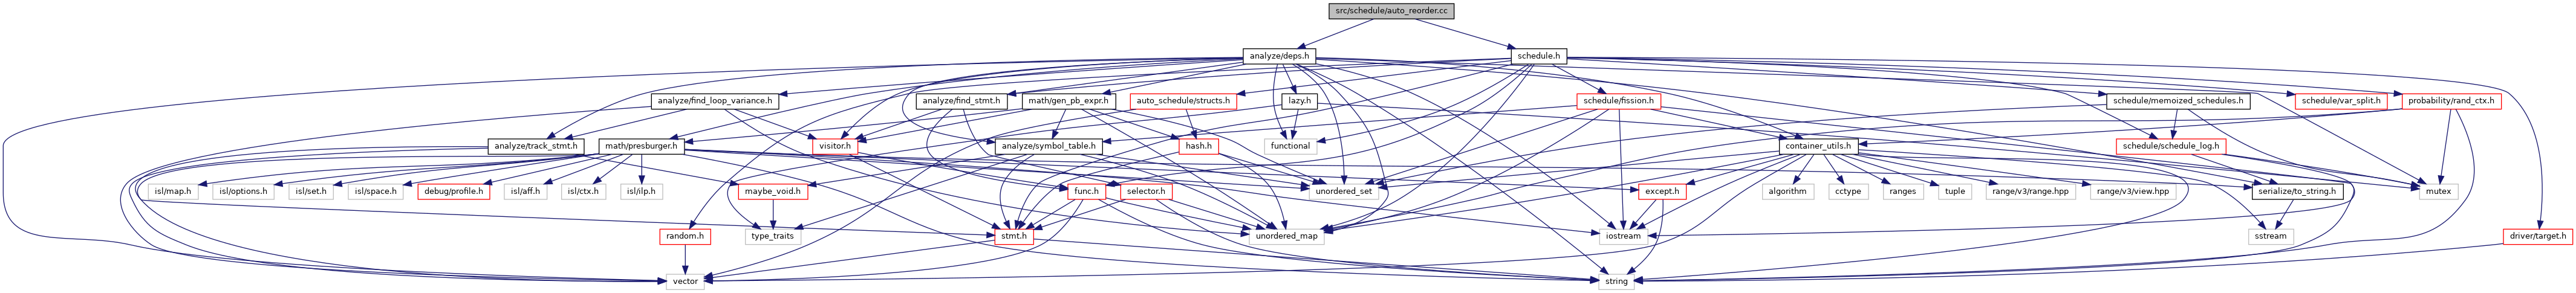 src/schedule/auto_reorder.cc
analyze/deps.h
schedule.h
analyze/find_loop_variance.h
analyze/find_stmt.h
math/gen_pb_expr.h
auto_schedule/structs.h
lazy.h
schedule/fission.h
schedule/memoized_schedules.h
schedule/var_split.h
probability/rand_ctx.h
analyze/track_stmt.h
math/presburger.h
visitor.h
analyze/symbol_table.h
hash.h
functional
container_utils.h
schedule/schedule_log.h
isl/map.h
isl/options.h
isl/set.h
isl/space.h
debug/profile.h
isl/aff.h
isl/ctx.h
isl/ilp.h
maybe_void.h
func.h
selector.h
unordered_set
except.h
algorithm
cctype
ranges
tuple
range/v3/range.hpp
range/v3/view.hpp
serialize/to_string.h
mutex
random.h
type_traits
stmt.h
unordered_map
iostream
sstream
driver/target.h
vector
string